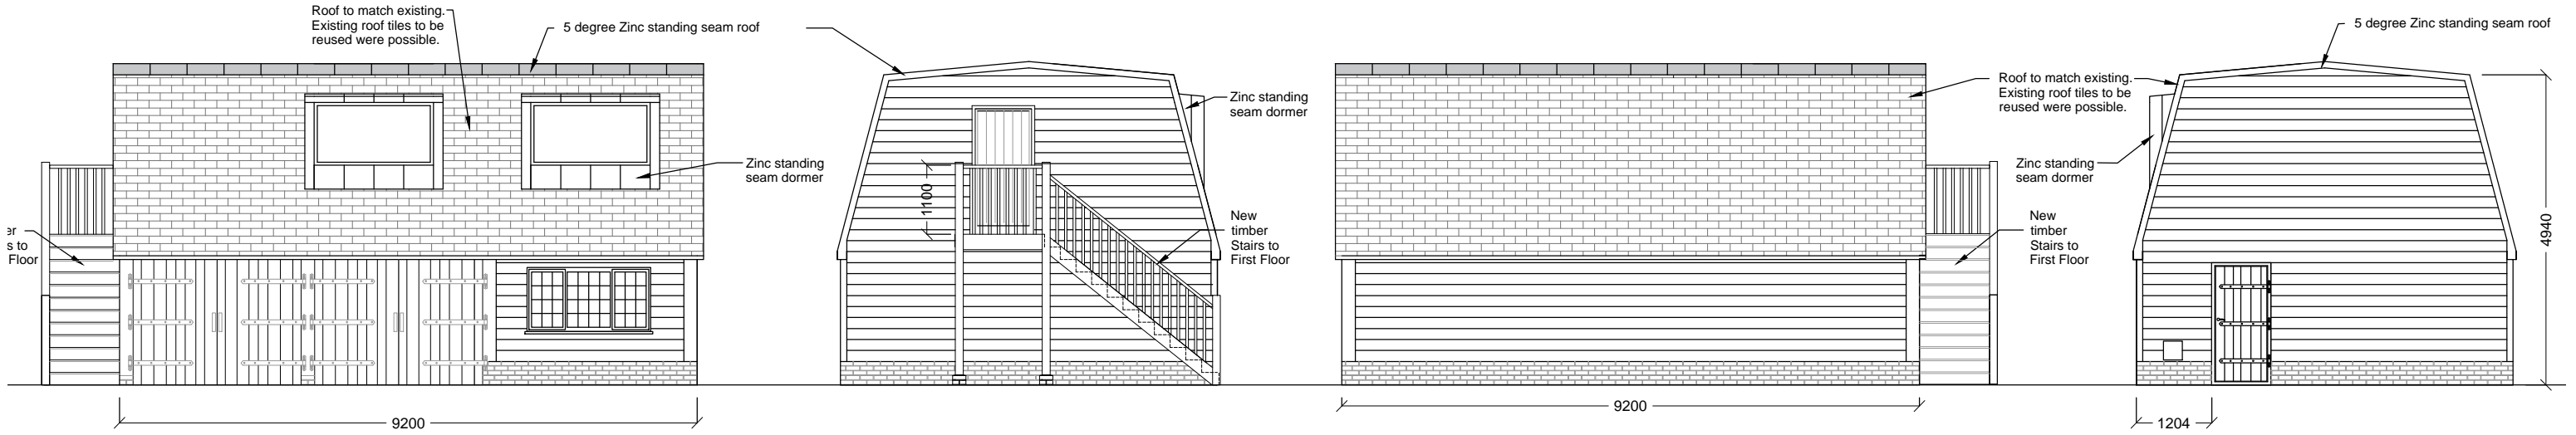 Roof to match existing.
Existing roof tiles to be
reused were possible.
5 degree Zinc standing seam roof
Zinc standing
seam dormer
er
s to
Floor
9200
Zinc standing
seam dormer
1100
New
timber
Stairs to
First Floor
Roof to match existing.
Existing roof tiles to be
reused were possible.
New
timber
Stairs to
First Floor
9200
5 degree Zinc standing seam roof
Zinc standing
seam dormer
4940
1204